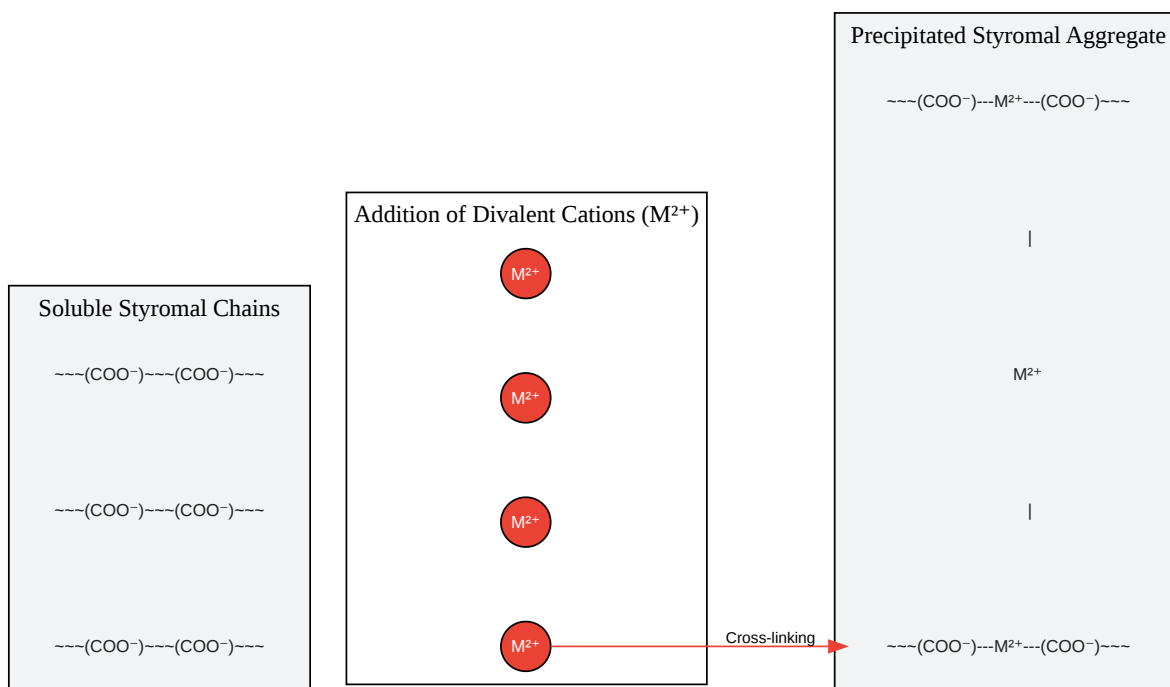 Soluble Styromal Chains
~~~(COO⁻)~~~(COO⁻)~~~
~~~(COO⁻)~~~(COO⁻)~~~
~~~(COO⁻)~~~(COO⁻)~~~
Addition of Divalent Cations (M²⁺)
M²⁺
M²⁺
M²⁺
M²⁺
Cross-linking
Precipitated Styromal Aggregate
~~~(COO⁻)---M²⁺---(COO⁻)~~~
|
M²⁺
|
~~~(COO⁻)---M²⁺---(COO⁻)~~~